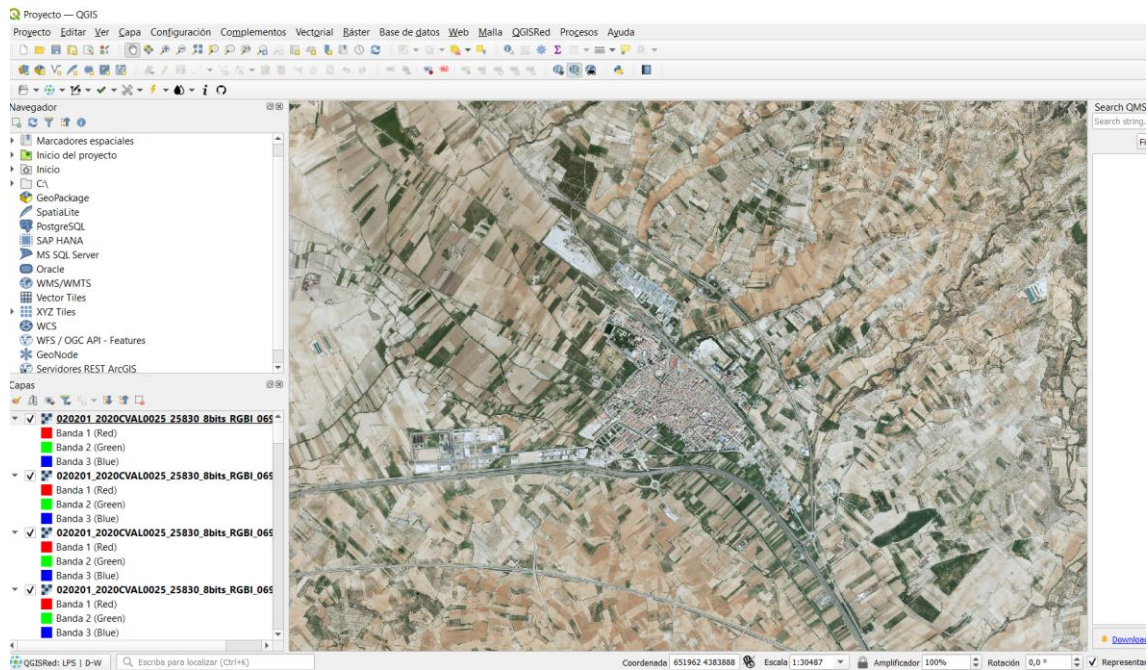 Proyecto — QGIS
Proyecto Editar Ver Capa Configuración Complementos Vectorial Ráster Base de datos Web Malla QGISRed Procesos Ayuda
Navegador
Marcadores espaciales
Inicio del proyecto
Inicio
C:\
GeoPackage
SpatiaLite
PostgreSQL
SAP HANA
MS SQL Server
Oracle
WMS/WMTS
Vector Tiles
XYZ Tiles
WCS
WFS / OGC API - Features
GeoNode
Servidores REST ArcGIS
Capas
020201_2020CVAL0025_25830_8bits_RGBI_069
Banda 1 (Red)
Banda 2 (Green)
Banda 3 (Blue)
020201_2020CVAL0025_25830_8bits_RGBI_069
Banda 1 (Red)
Banda 2 (Green)
Banda 3 (Blue)
020201_2020CVAL0025_25830_8bits_RGBI_069
Banda 1 (Red)
Banda 2 (Green)
Banda 3 (Blue)
020201_2020CVAL0025_25830_8bits_RGBI_069
Banda 1 (Red)
Banda 2 (Green)
Banda 3 (Blue)
Search QMS
Search string.
Download
QGISRed: LPS | D-W Escriba para localizar (Ctrl+K) Coordenada 651962 4383888 Escala 1:30487 Amplificador 100% Rotación 0,0 ° Representar